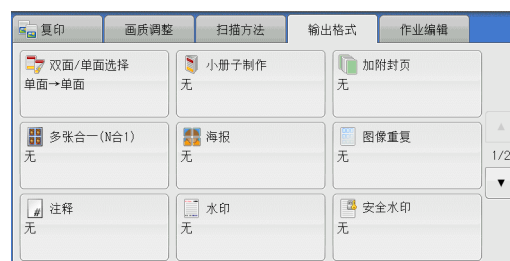 复印 画质调整 扫描方法 输出格式 作业编辑
双面/单面选择 小册子制作 加附封页
单面→单面 无 无
多张合一(N合1) 海报 图像重复
无 无 无
1/2
注释 水印 安全水印
无 无 无